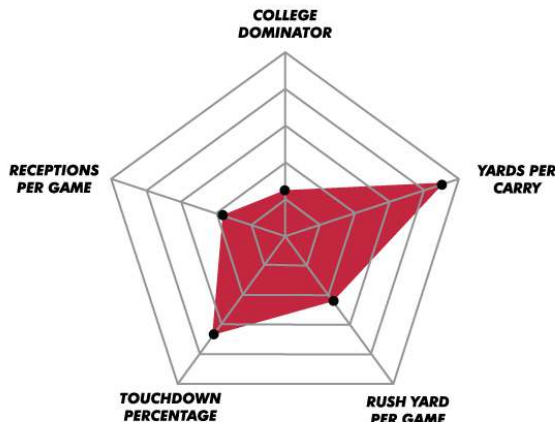 COLLEGE
DOMINATOR
RECEPTIONS
PER GAME
YARDS PER
CARRY
TOUCHDOWN
PERCENTAGE
RUSH YARD
PER GAME